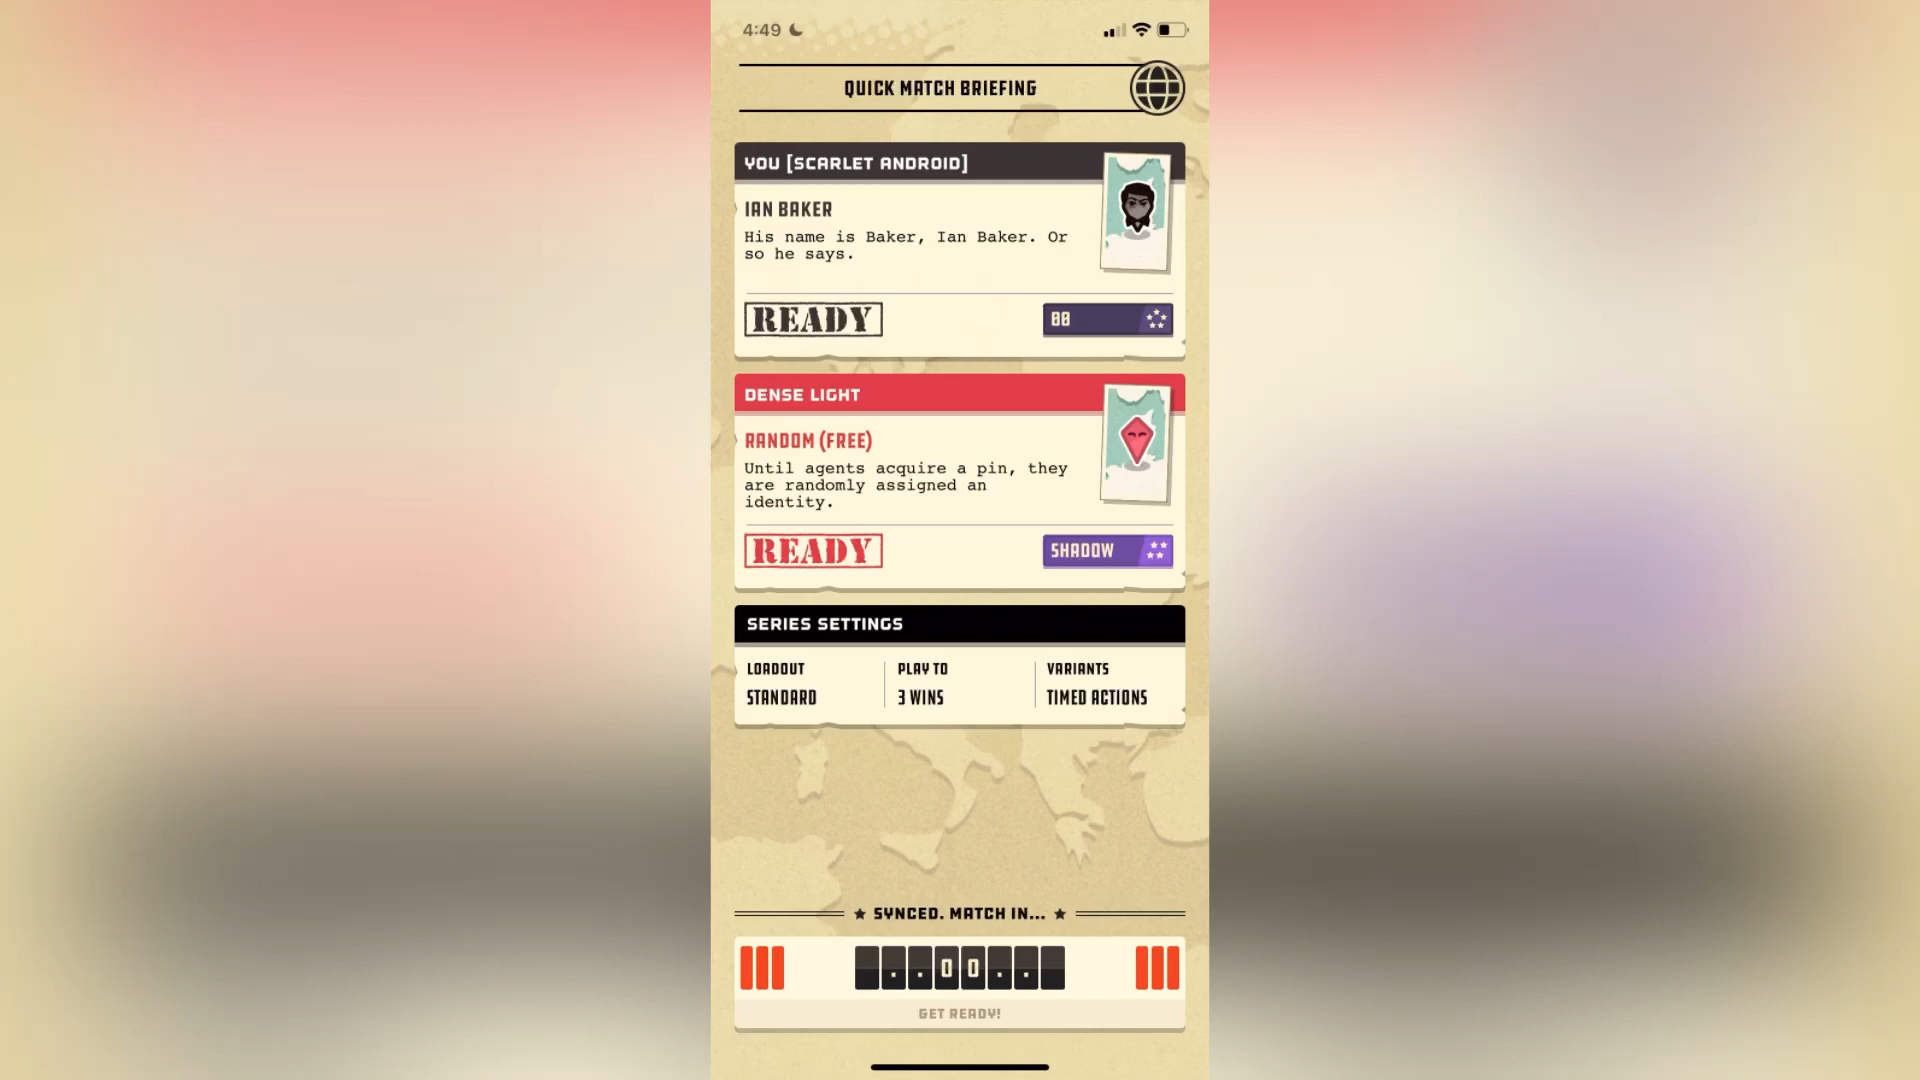 4:49
QUICK MATCH BRIEFING
YOU [SCARLET ANDROID]
IAN BAKER
His name is Baker, Ian Baker. Or
so he says.
READY
00
DENSE LIGHT
RANDOM (FREE)
Until agents acquire a pin, they
are randomly assigned an
identity.
READY
SHADOW
SERIES SETTINGS
LOADOUT
STANDARD
PLAY TO
3 WINS
VARIANTS
TIMED ACTIONS
SYNCED. MATCH IN...
..00..
GET READY!